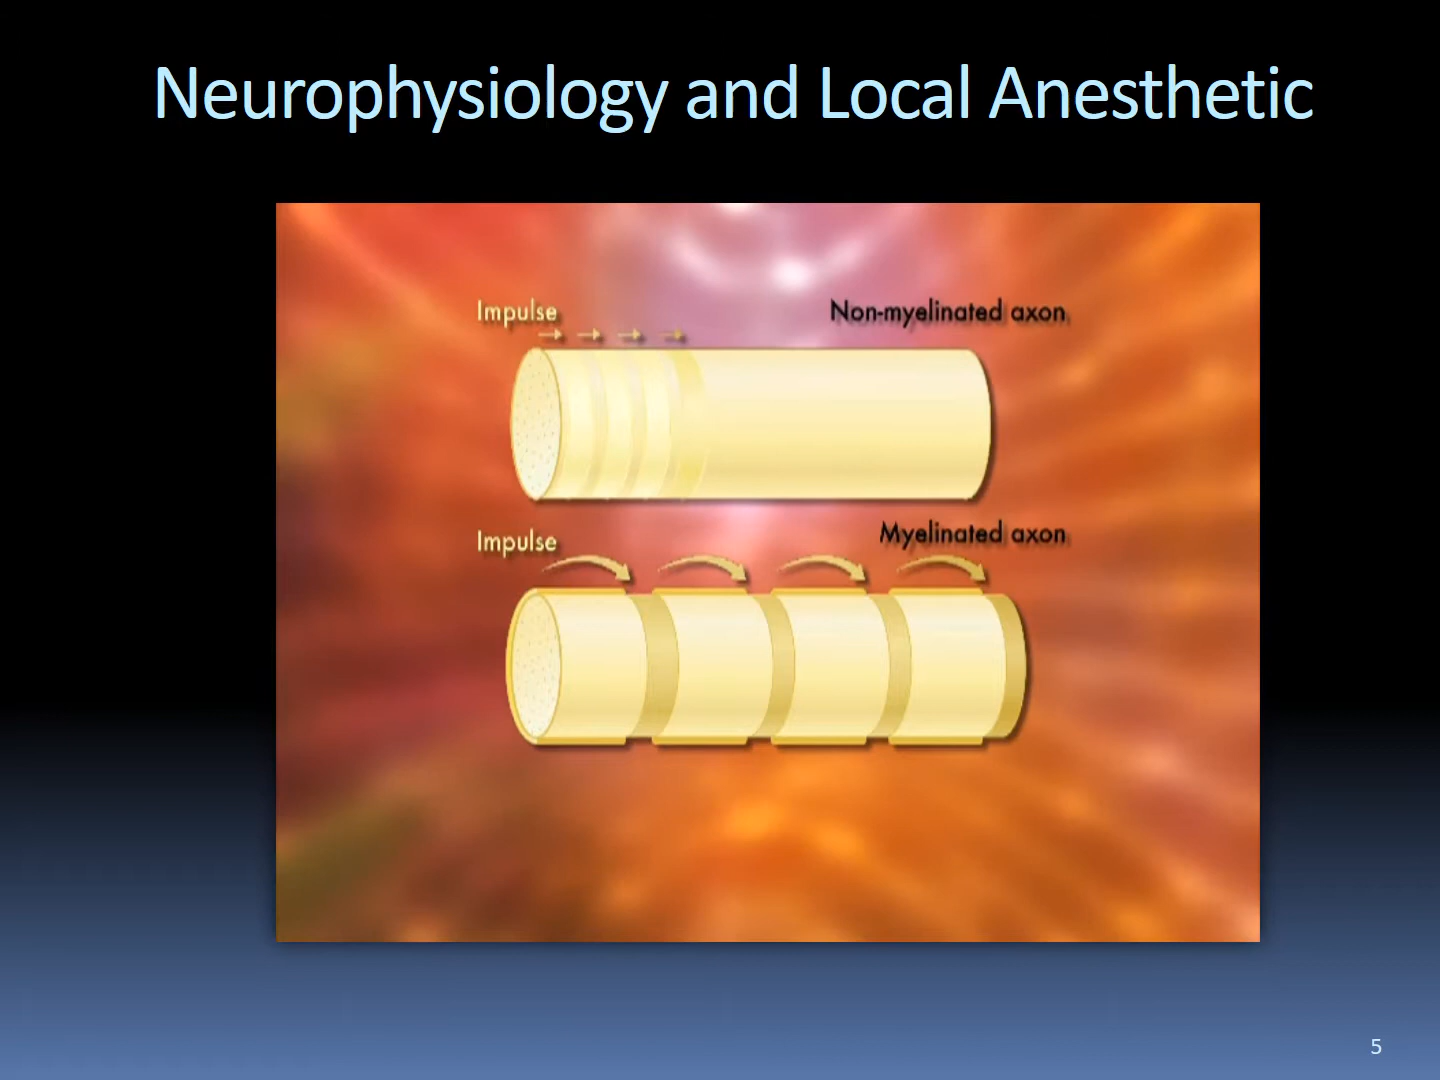 Neurophysiology and Local Anesthetic
Impulse
Non-myelinated axon
Impulse
Myelinated axon
5